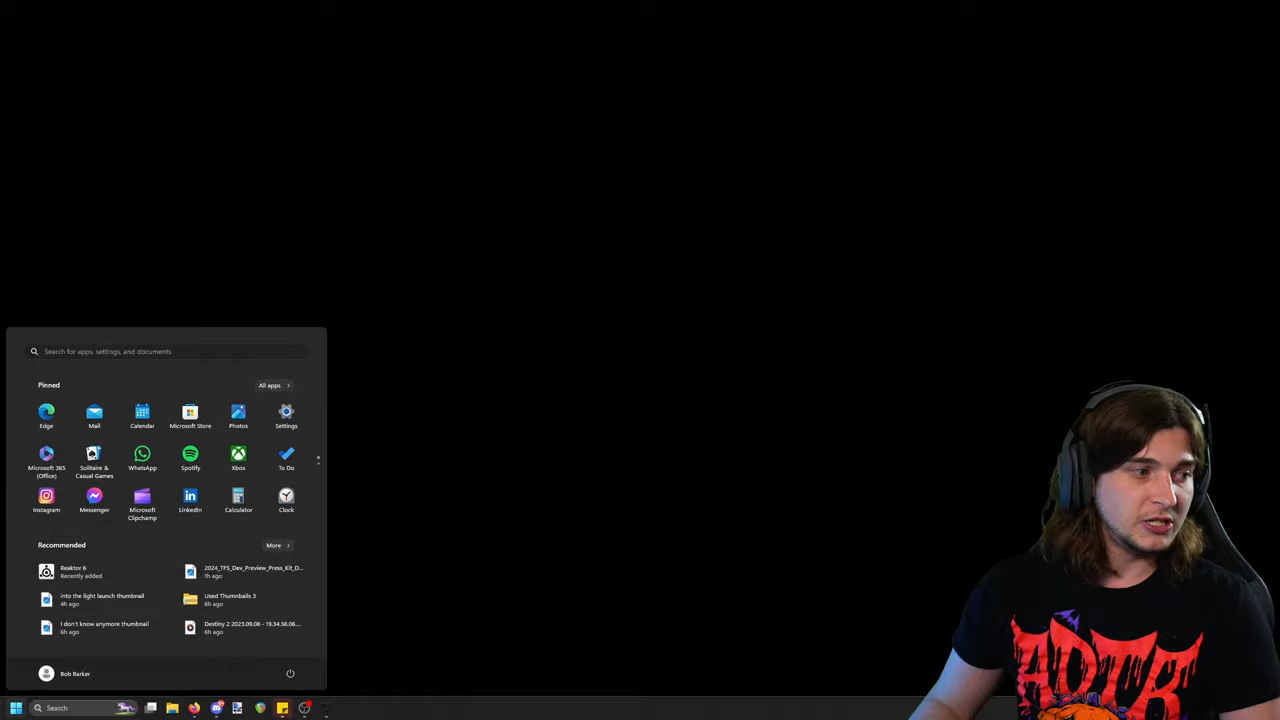 Search for apps, settings, and documents
Pinned
All apps
Edge
Mail
Calendar
Microsoft Store
Photos
Settings
Microsoft 365
(Office)
Solitaire &
Casual Games
WhatsApp
Spotify
Xbox
To Do
Instagram
Messenger
Microsoft
Clipchamp
LinkedIn
Calculator
Clock
Recommended
More
Reaktor 6
Recently added
2024_TFS_Dev_Preview_Press_Kit_D...
1h ago
into the light launch thumbnail
4h ago
Used Thumnbails 3
6h ago
I don't know anymore thumbnail
6h ago
Destiny 2 2023.09.08 - 19.34.56.06....
6h ago
Bob Barker
Search
ADTR